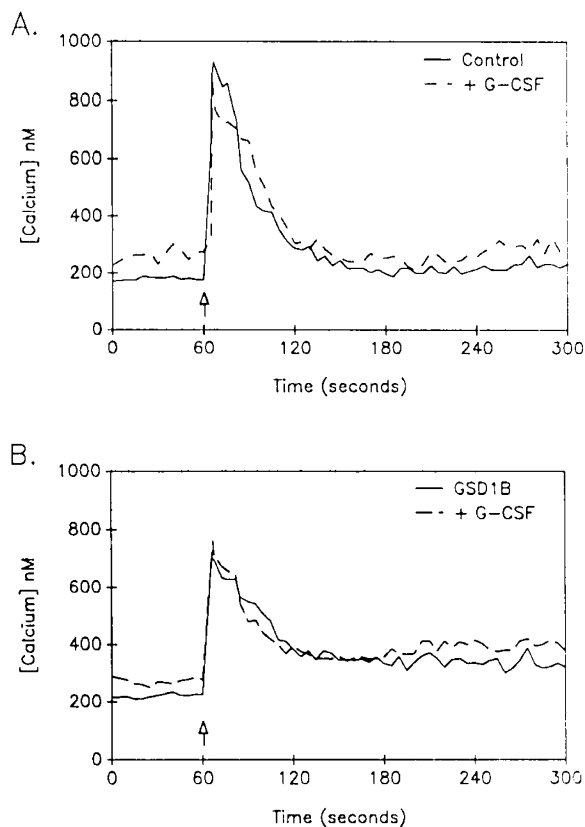 A.
1000
800
600
400
200
0
[Calcium] nM
Control
+ G-CSF
0
60
120
180
240
300
Time (seconds)
B.
1000
800
600
400
200
0
[Calcium] nM
GSD1B
+ G-CSF
0
60
120
180
240
300
Time (seconds)